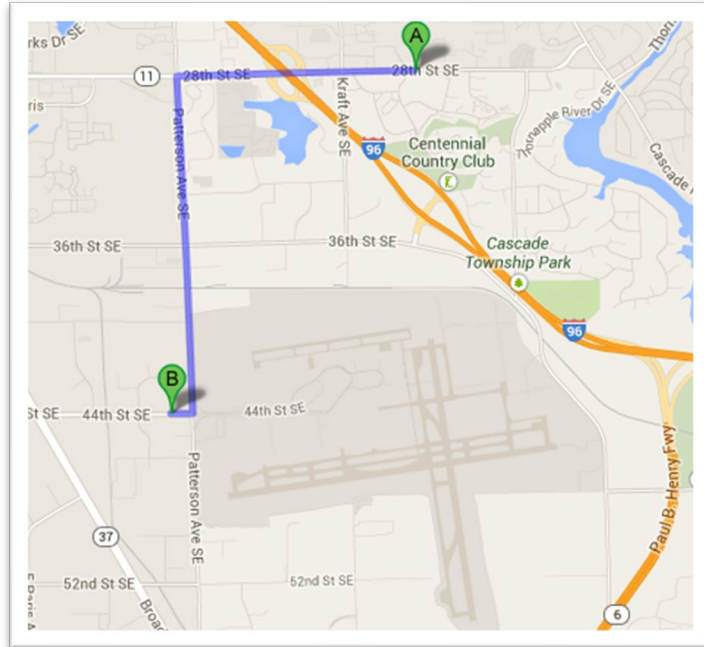 A
rks Dr SE
11
28th St SE
28th St SE
Thorn
ris
Patterson Ave SE
Kraft Ave SE
96
Centennial
Country Club
Thornapple River Dr SE
Cascade
36th St SE
36th St SE
Cascade
Township Park
96
B
St SE
44th St SE
44th St SE
Patterson Ave SE
Paul B. Henry Fwy
37
52nd St SE
52nd St SE
E Paris A
Broa
6